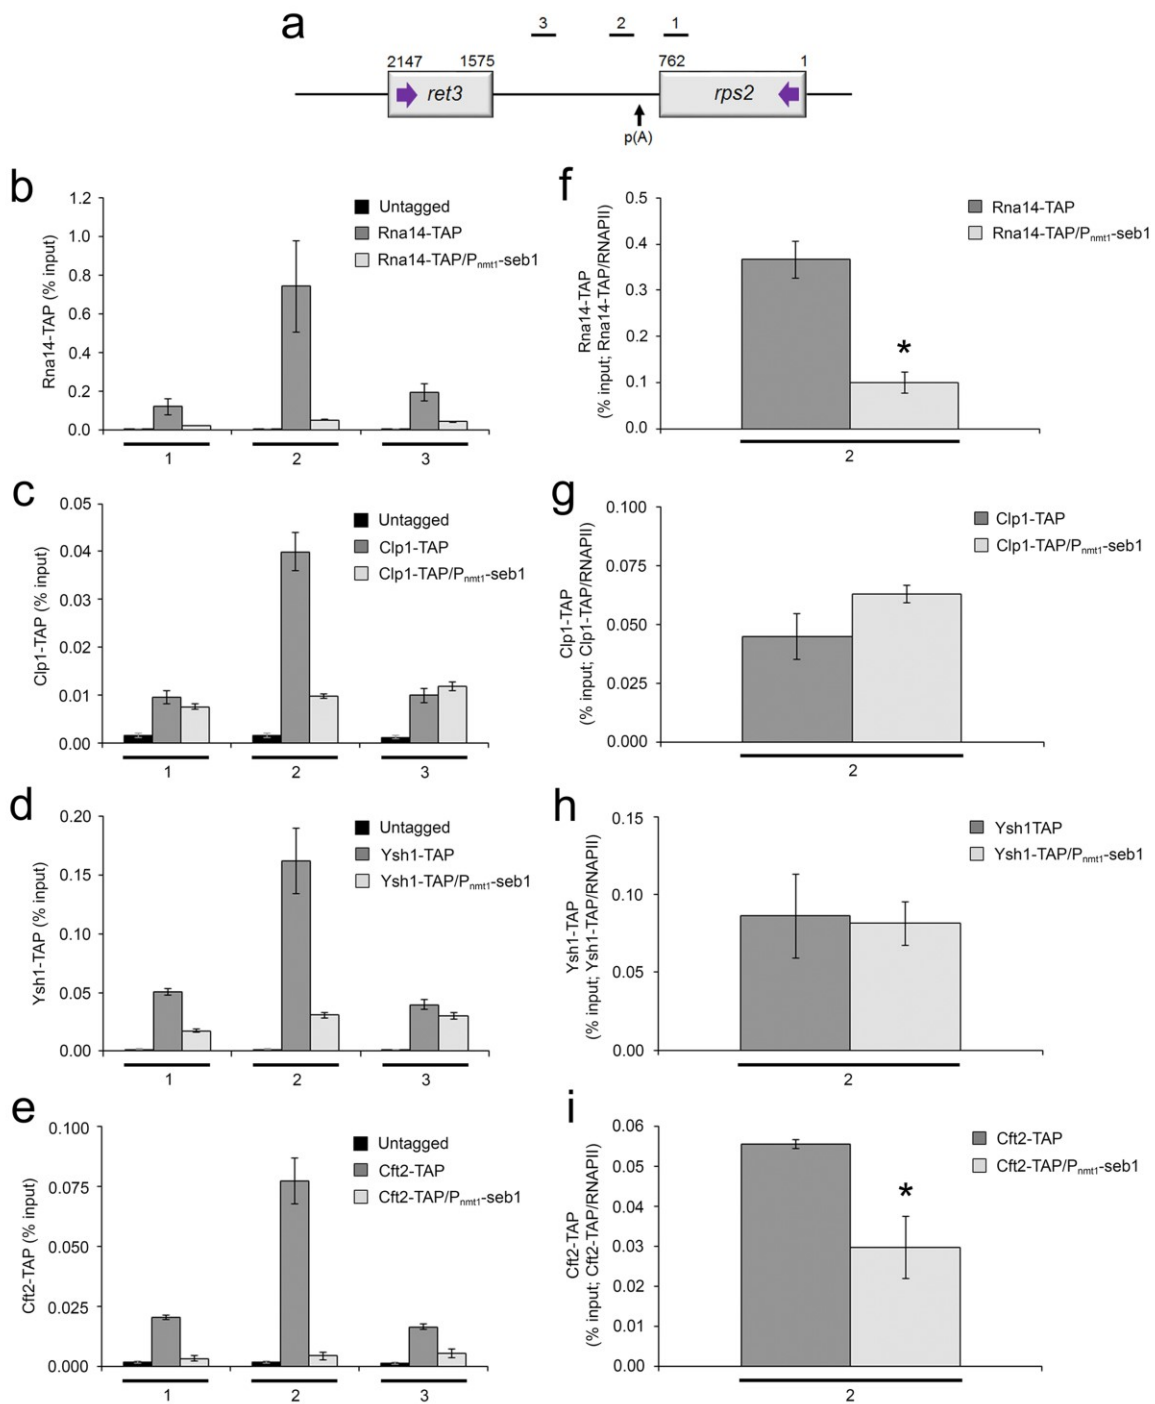 a
3 2 1
2147 1575 762 1
ret3 rps2
p(A)
b
Rna14-TAP (% input)
1.2
1.0
0.8
0.6
0.4
0.2
0.0
Untagged
Rna14-TAP
Rna14-TAP/Pnmt1-seb1
1 2 3
f
Rna14-TAP
(% input; Rna14-TAP/RNAPII)
0.5
0.4
0.3
0.2
0.1
0.0
Rna14-TAP
Rna14-TAP/Pnmt1-seb1
*
2
c
Clp1-TAP (% input)
0.05
0.04
0.03
0.02
0.01
0.00
Untagged
Clp1-TAP
Clp1-TAP/Pnmt1-seb1
1 2 3
g
Clp1-TAP
(% input; Clp1-TAP/RNAPII)
0.100
0.075
0.050
0.025
0.000
Clp1-TAP
Clp1-TAP/Pnmt1-seb1
2
d
Ysh1-TAP (% input)
0.20
0.15
0.10
0.05
0.00
Untagged
Ysh1-TAP
Ysh1-TAP/Pnmt1-seb1
1 2 3
h
Ysh1-TAP
(% input; Ysh1-TAP/RNAPII)
0.15
0.10
0.05
0.00
Ysh1TAP
Ysh1-TAP/Pnmt1-seb1
2
e
Cft2-TAP (% input)
0.100
0.075
0.050
0.025
0.000
Untagged
Cft2-TAP
Cft2-TAP/Pnmt1-seb1
1 2 3
i
Cft2-TAP
(% input; Cft2-TAP/RNAPII)
0.06
0.05
0.04
0.03
0.02
0.01
0.00
Cft2-TAP
Cft2-TAP/Pnmt1-seb1
*
2